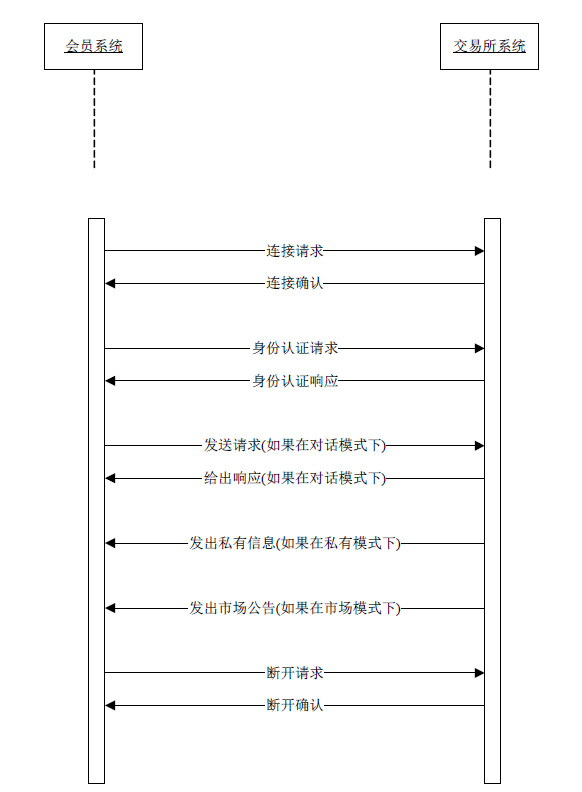 会员系统
交易所系统
连接请求
连接确认
身份认证请求
身份认证响应
发送请求(如果在对话模式下)
给出响应(如果在对话模式下)
发出私有信息(如果在私有模式下)
发出市场公告(如果在市场模式下)
断开请求
断开确认